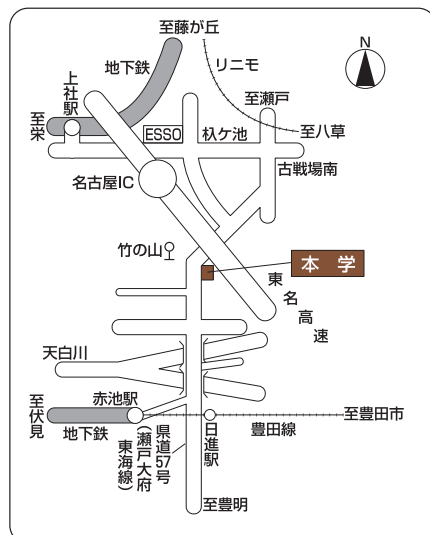 至藤が丘
地下鉄
リニモ
N
上社駅
至瀬戸
至栄
ESSO
杁ケ池
至八草
古戦場南
名古屋IC
竹の山
本 学
東名高速
天白川
赤池駅
至伏見
地下鉄
県道57号
(瀬戸大府
東海線)
日進駅
豊田線
至豊田市
至豊明